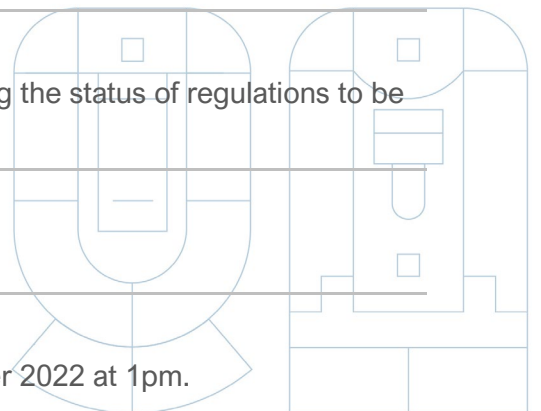 the status of regulations to be
2022 at 1pm.